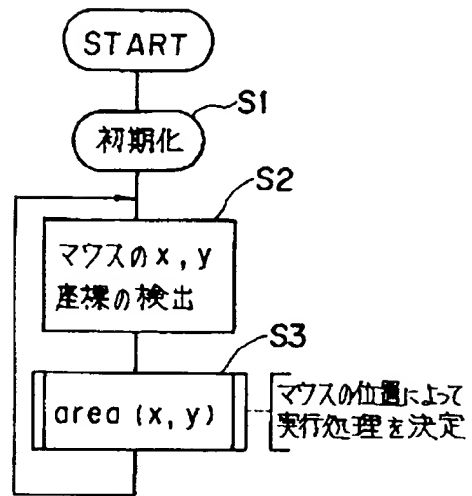 START
S1
初期化
S2
マウスのx,y
座標の検出
S3
area(x,y)
マウスの位置によって
実行処理を決定